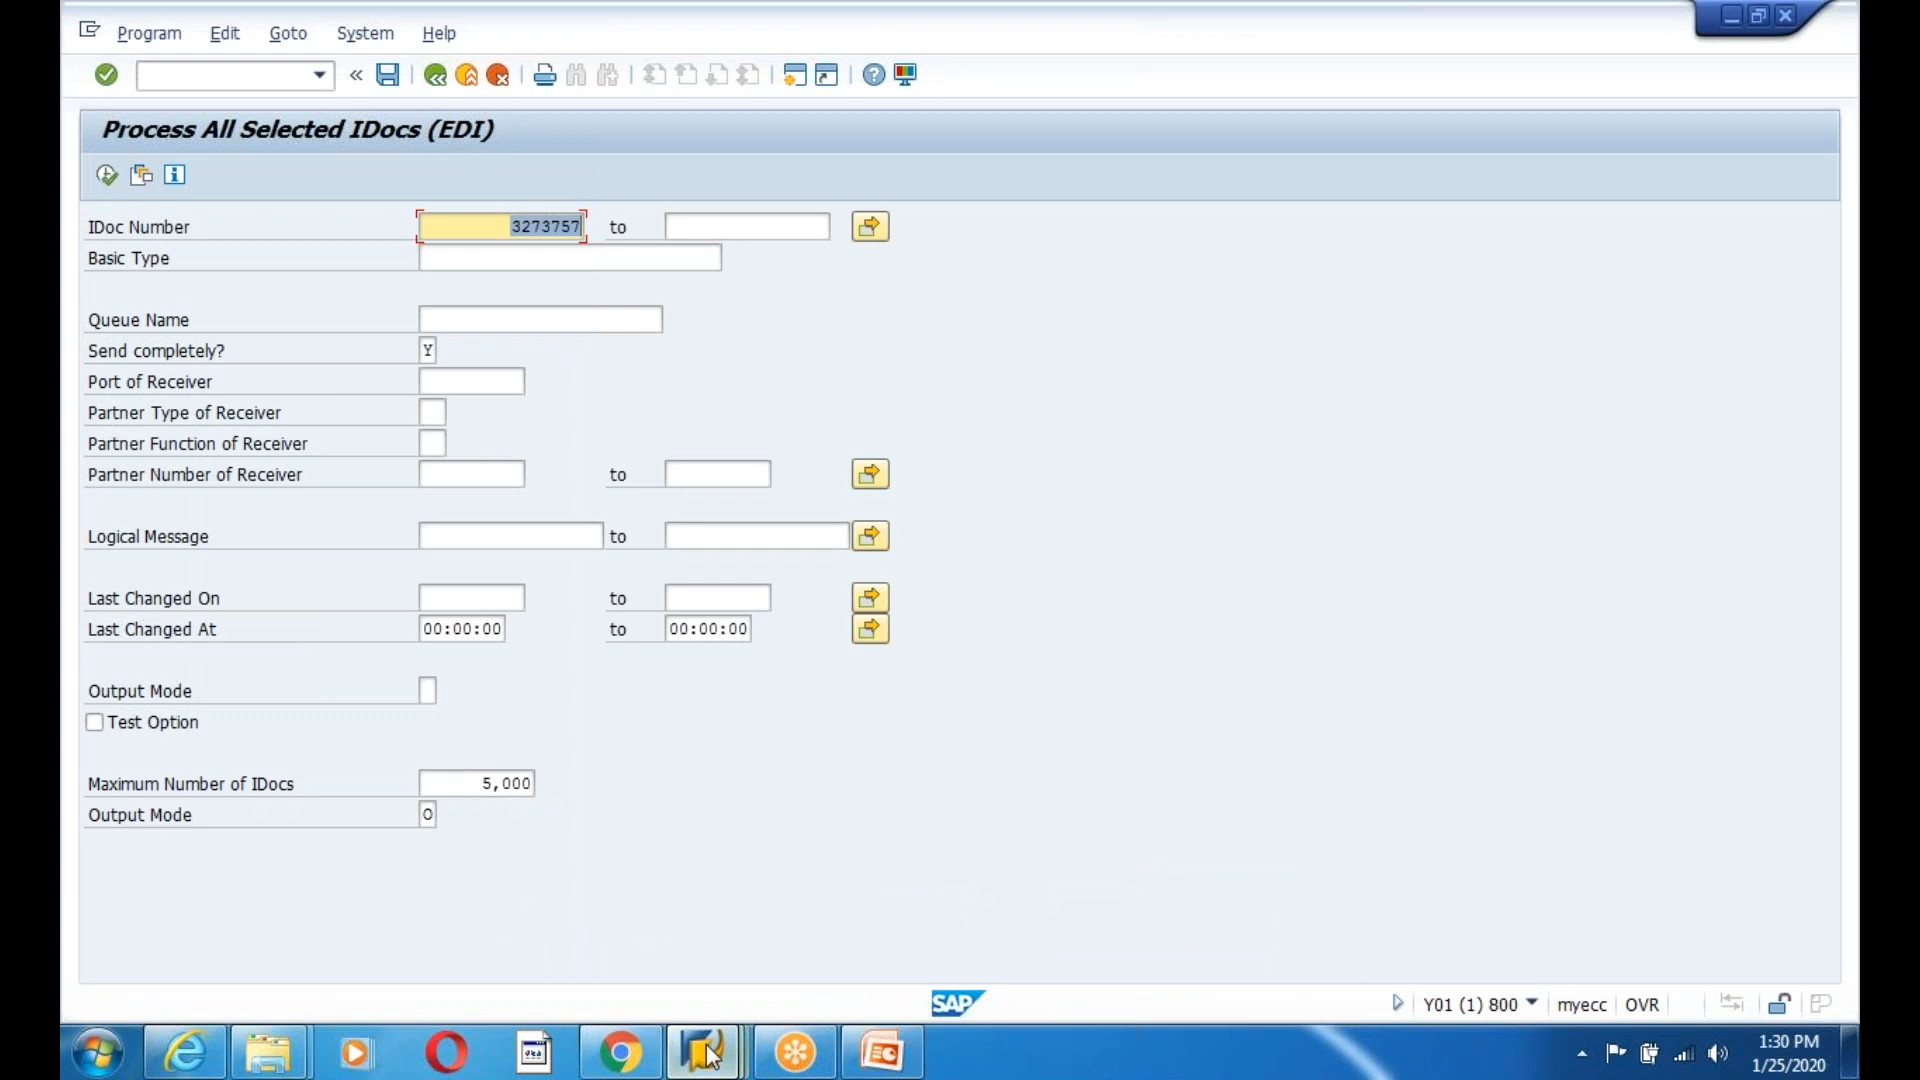 Program Edit Goto System Help
Process All Selected IDocs (EDI)
IDoc Number 3273757 to
Basic Type
Queue Name
Send completely? Y
Port of Receiver
Partner Type of Receiver
Partner Function of Receiver
Partner Number of Receiver to
Logical Message to
Last Changed On to
Last Changed At 00:00:00 to 00:00:00
Output Mode
Test Option
Maximum Number of IDocs 5,000
Output Mode O
SAP Y01 (1) 800 myecc OVR
1:30 PM
1/25/2020